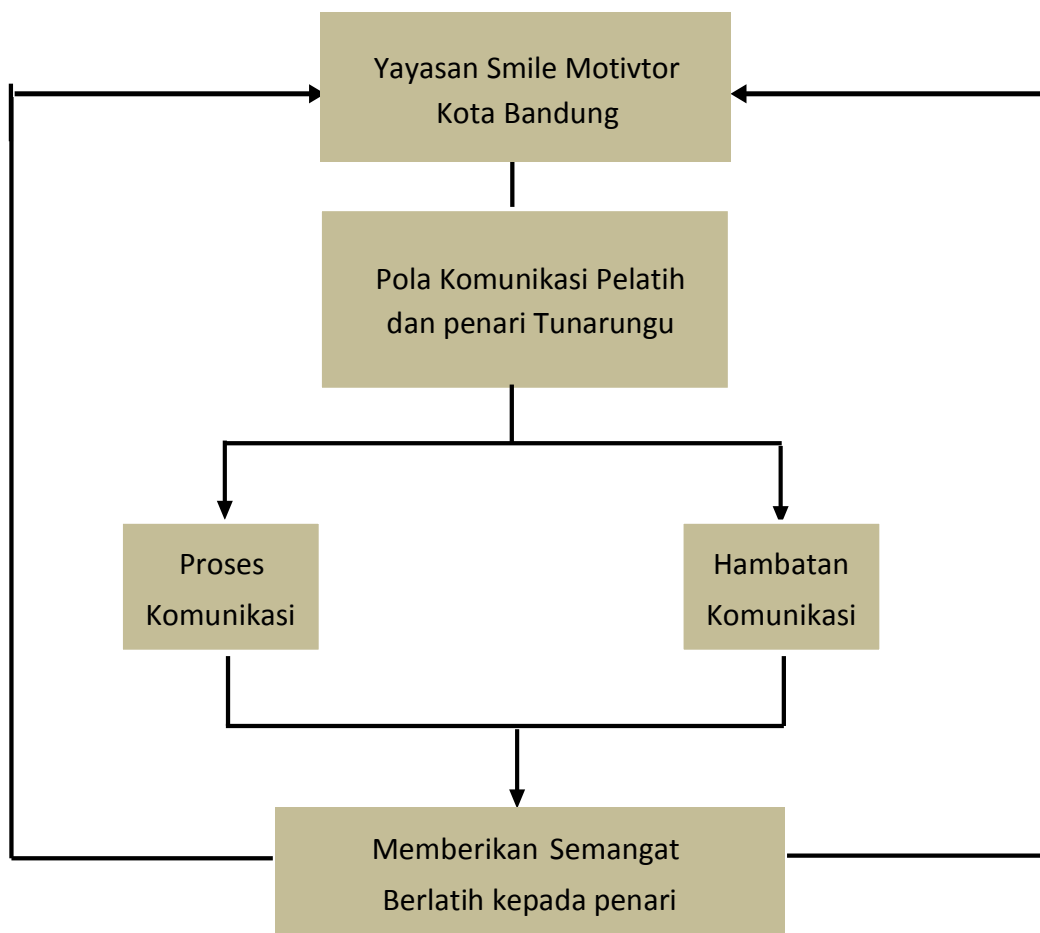 Yayasan Smile Motivtor
Kota Bandung
Pola Komunikasi Pelatih
dan penari Tunarungu
Proses
Komunikasi
Hambatan
Komunikasi
Memberikan Semangat
Berlatih kepada penari